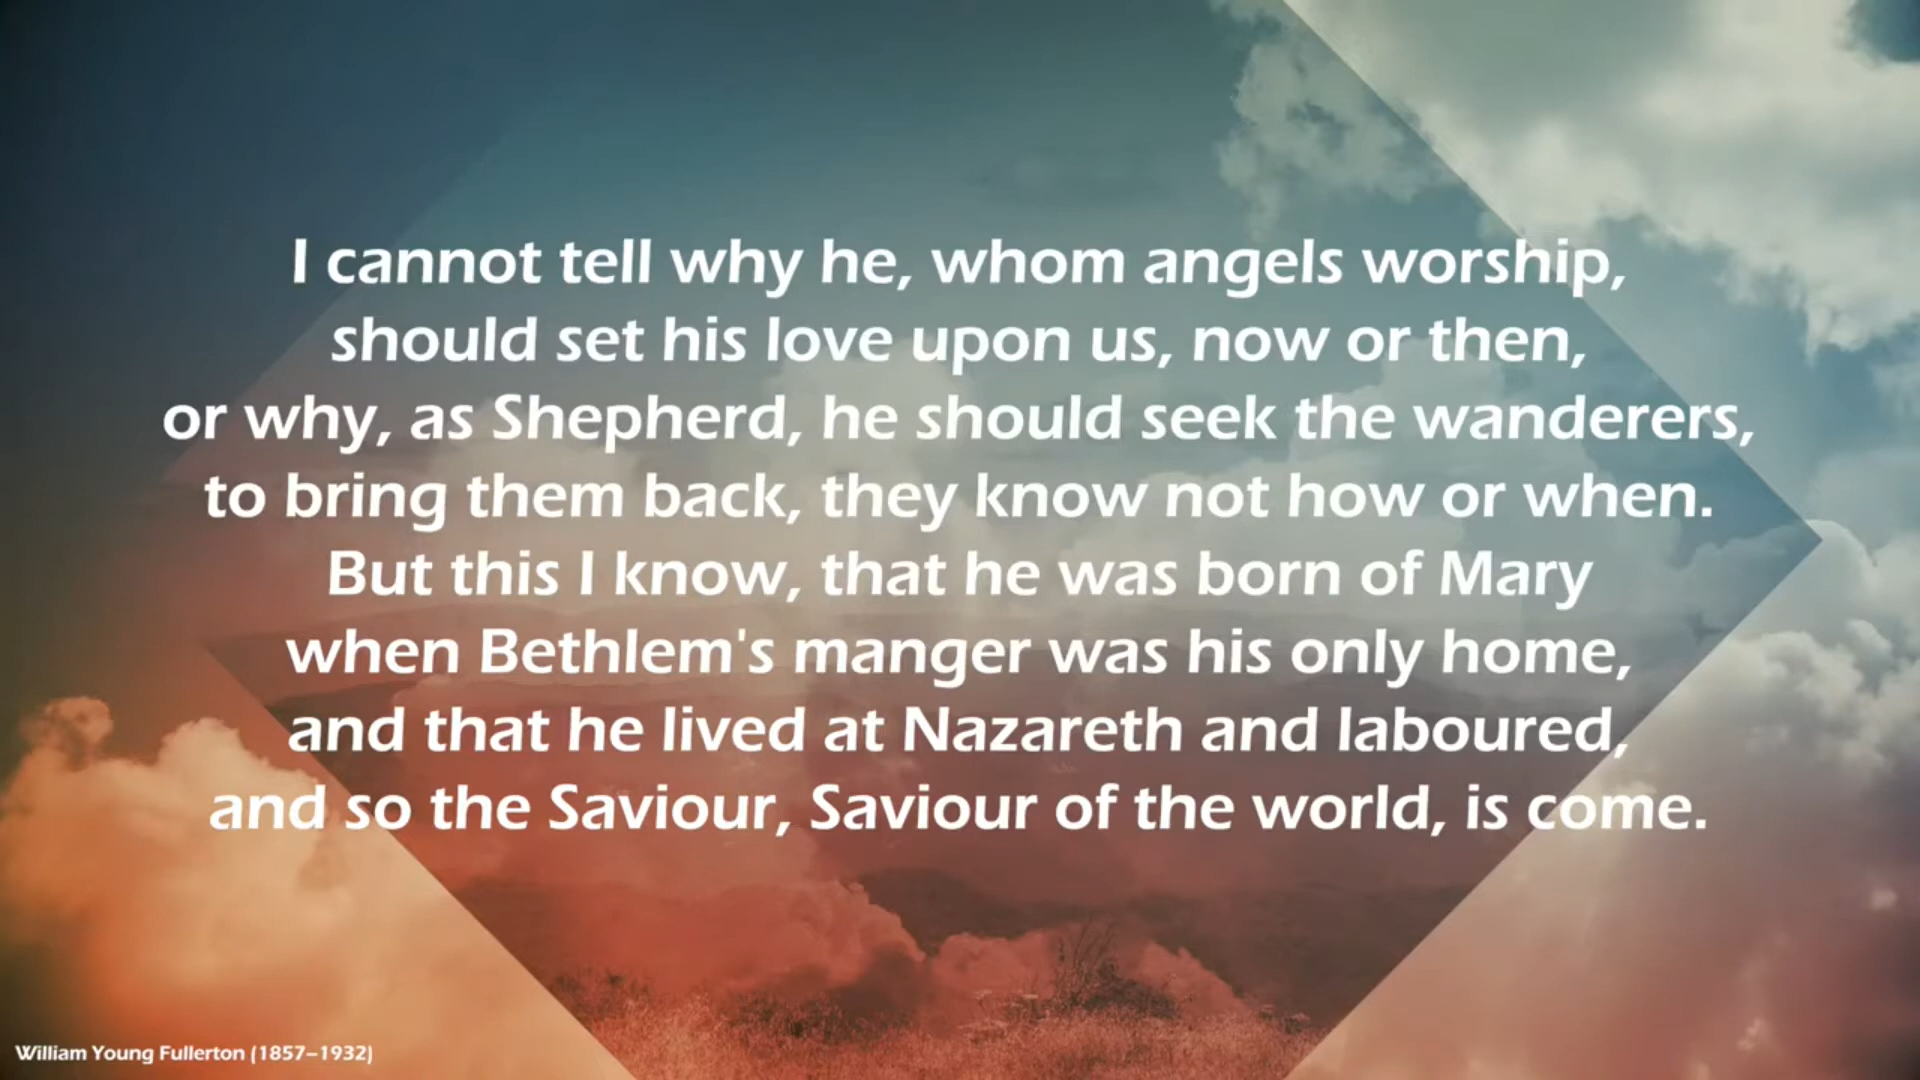 I cannot tell why he, whom angels worship,
should set his love upon us, now or then,
or why, as Shepherd, he should seek the wanderers,
to bring them back, they know not how or when.
But this I know, that he was born of Mary
when Bethlem's manger was his only home,
and that he lived at Nazareth and laboured,
and so the Saviour, Saviour of the world, is come.
William Young Fullerton (1857–1932)